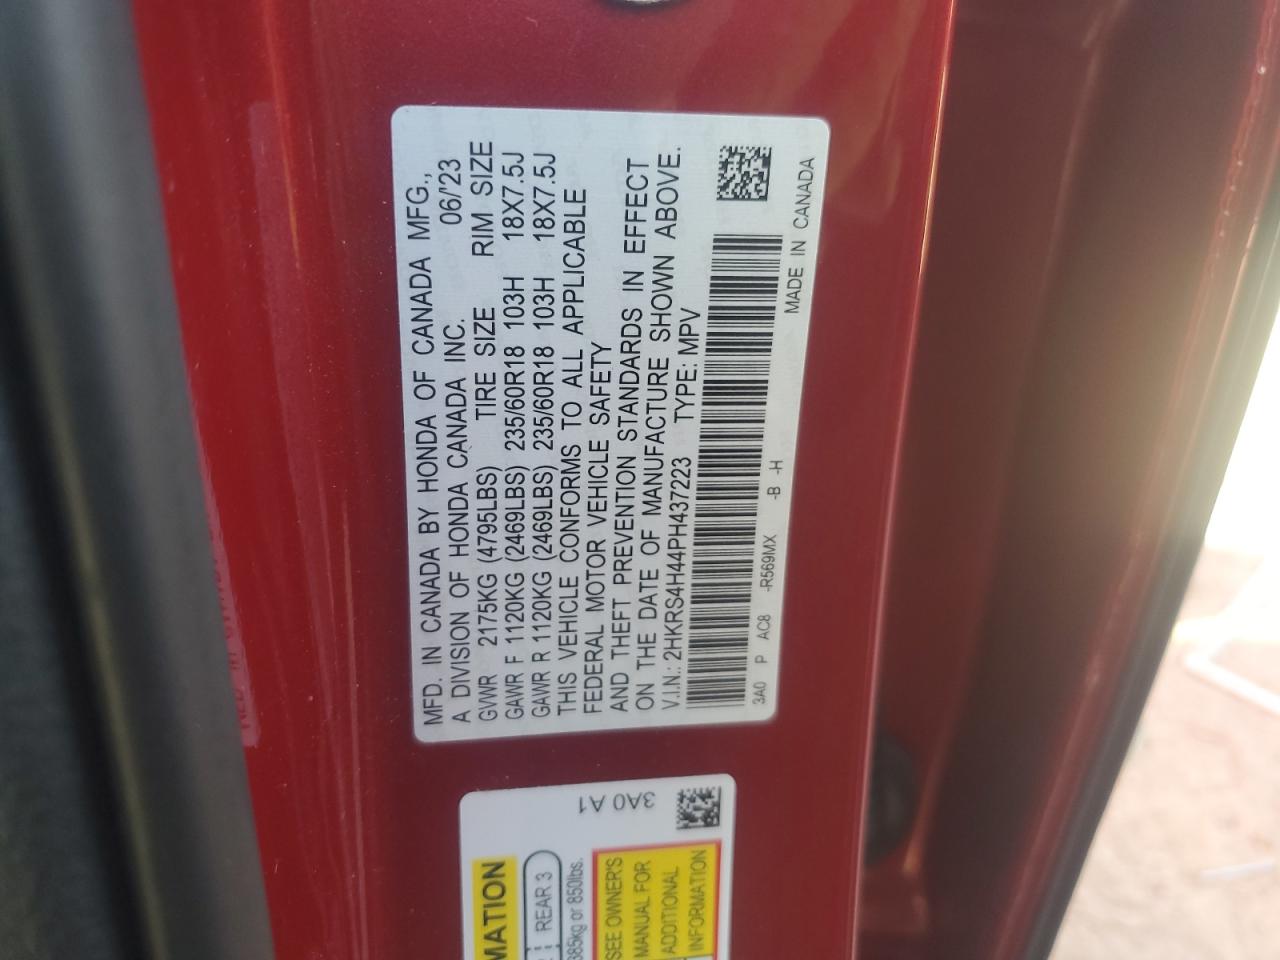 MFD. IN CANADA BY HONDA OF CANADA MFG.,
A DIVISION OF HONDA CANADA INC. 06/'23
GVWR 2175KG (4795LBS) TIRE SIZE RIM SIZE
GAWR F 1120KG (2469LBS) 235/60R18 103H 18X7.5J
GAWR R 1120KG (2469LBS) 235/60R18 103H 18X7.5J
THIS VEHICLE CONFORMS TO ALL APPLICABLE
FEDERAL MOTOR VEHICLE SAFETY
AND THEFT PREVENTION STANDARDS IN EFFECT
ON THE DATE OF MANUFACTURE SHOWN ABOVE.
V.I.N.: 2HKRS4H44PH437223 TYPE: MPV
3A0 P AC8 -R569MX -B -H
MADE IN CANADA
3A0 A1
MATION
REAR 3
385kg or 850lbs.
SEE OWNER'S
MANUAL FOR
ADDITIONAL
INFORMATION